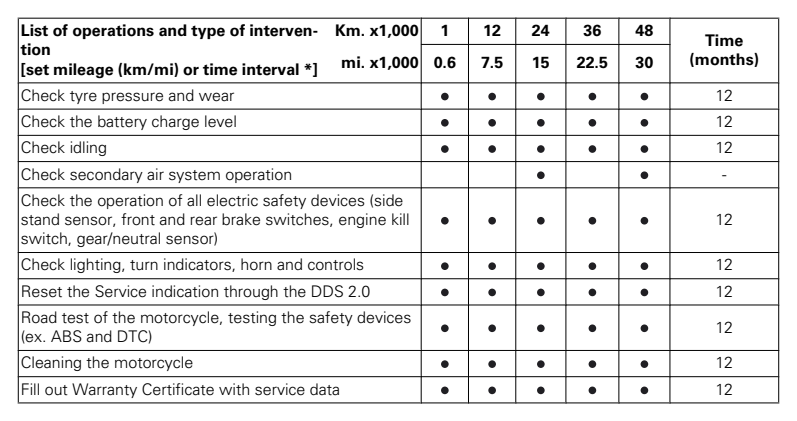 List of operations and type of interven- Km. x1,000 1 12 24 36 48 Time
tion
[set mileage (km/mi) or time interval *] mi. x1,000 0.6 7.5 15 22.5 30 (months)
Check tyre pressure and wear ● ● ● ● ● 12
Check the battery charge level ● ● ● ● ● 12
Check idling ● ● ● ● ● 12
Check secondary air system operation ● ● -
Check the operation of all electric safety devices (side
stand sensor, front and rear brake switches, engine kill ● ● ● ● ● 12
switch, gear/neutral sensor)
Check lighting, turn indicators, horn and controls ● ● ● ● ● 12
Reset the Service indication through the DDS 2.0 ● ● ● ● ● 12
Road test of the motorcycle, testing the safety devices ● ● ● ● ● 12
(ex. ABS and DTC)
Cleaning the motorcycle ● ● ● ● ● 12
Fill out Warranty Certificate with service data ● ● ● ● ● 12